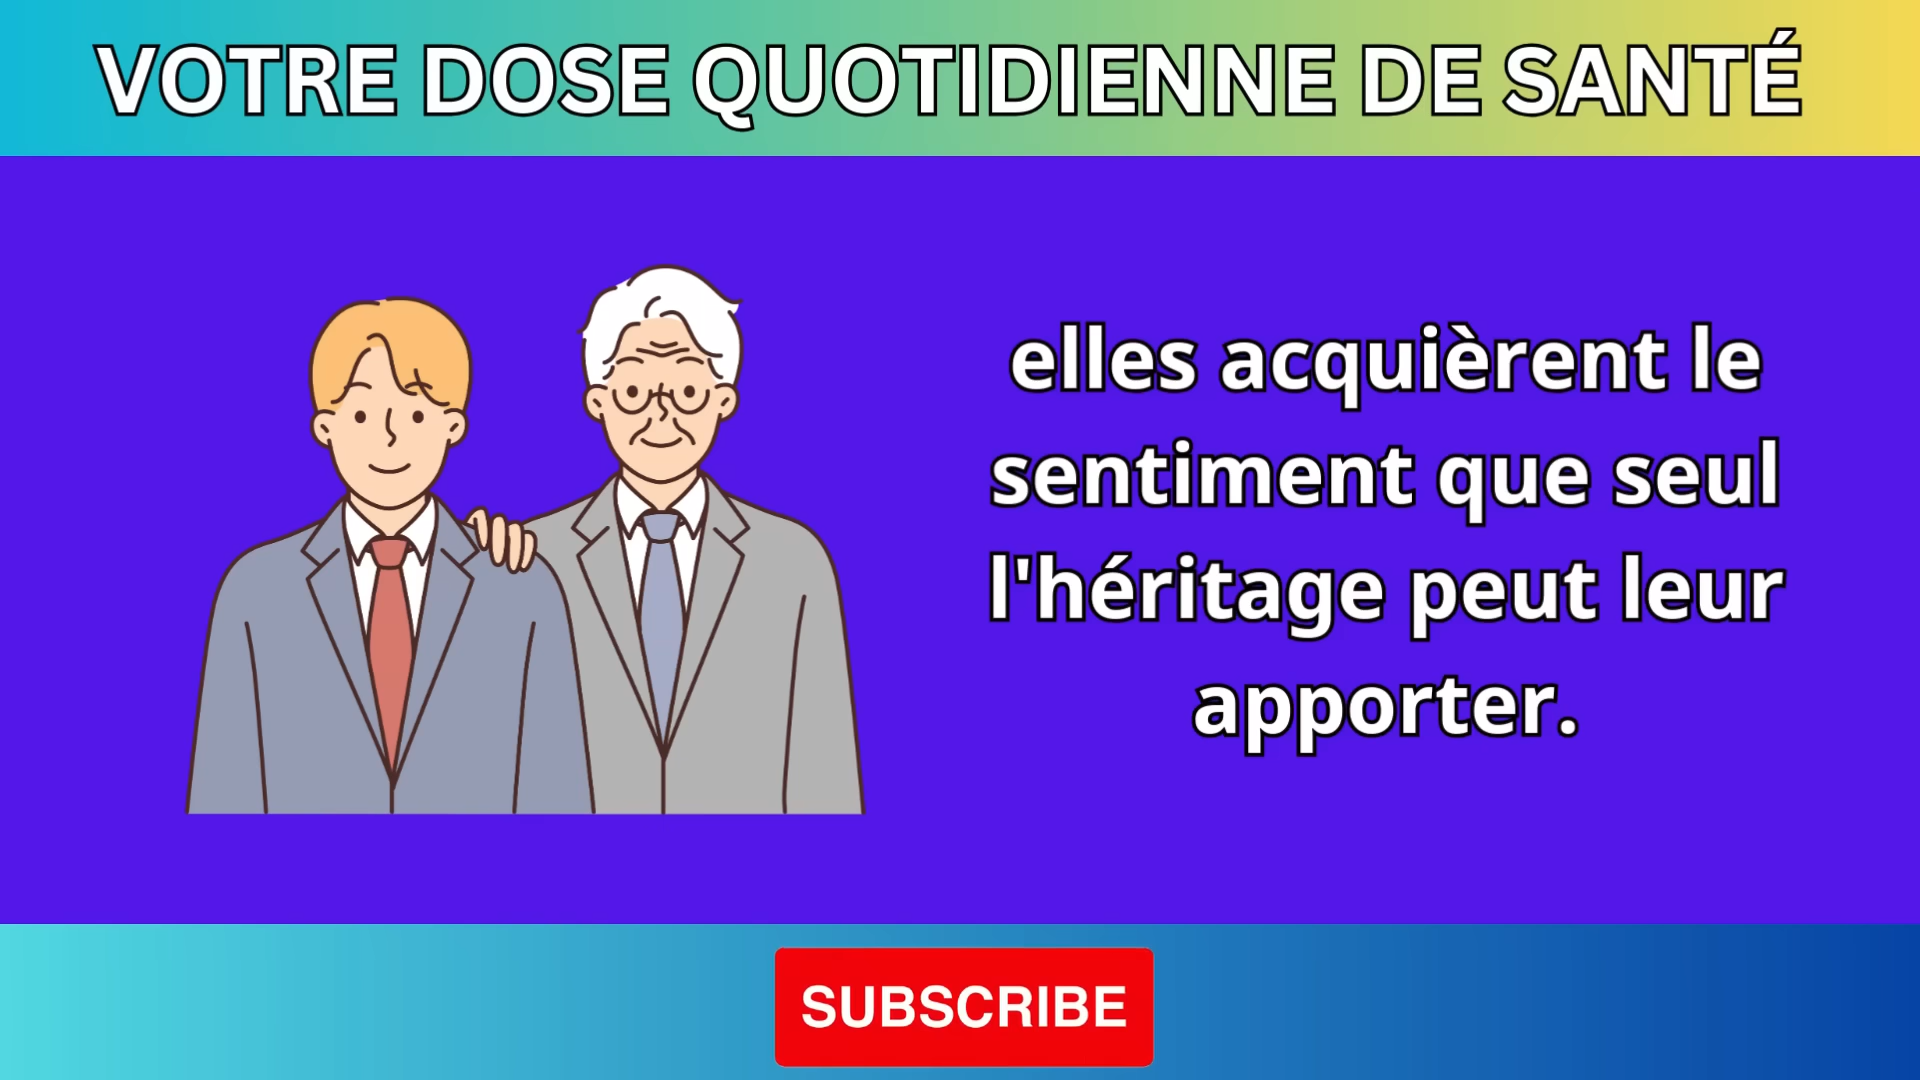 VOTRE DOSE QUOTIDIENNE DE SANTÉ
elles acquièrent le
sentiment que seul
l'héritage peut leur
apporter.
SUBSCRIBE